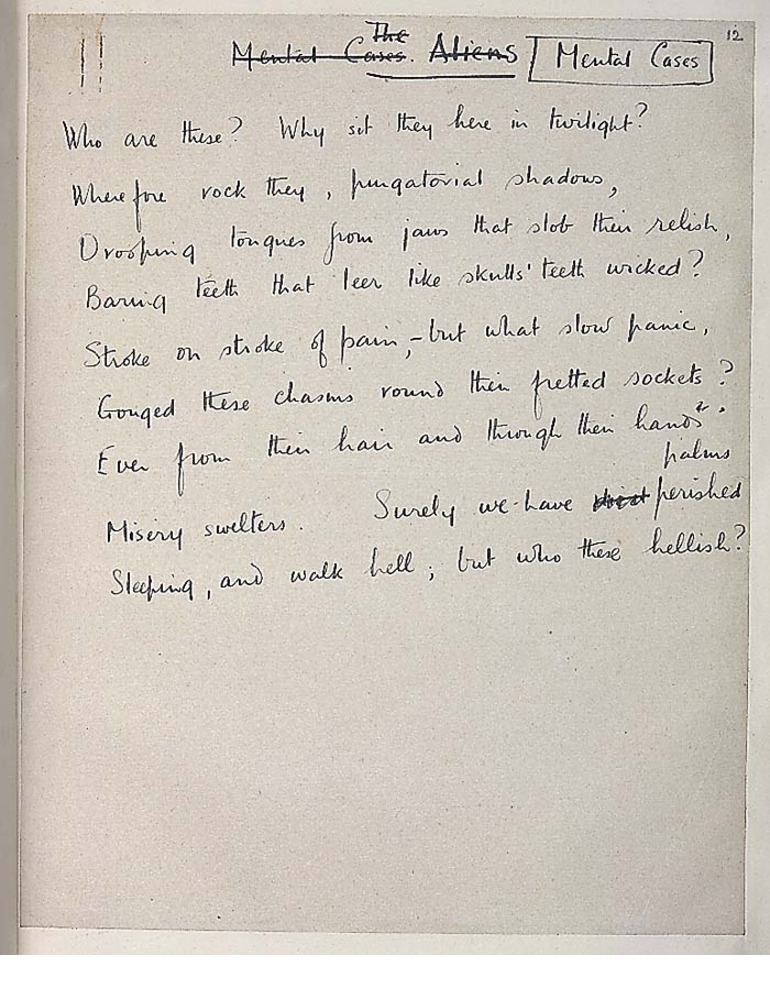 12
The
Mental Cases. Aliens Mental Cases
Who are these? Why sit they here in twilight?
Wherefore rock they, purgatorial shadows,
Drooping tongues from jaws that slob their relish,
Baring teeth that leer like skulls' teeth wicked?
Stroke on stroke of pain,- but what slow panic,
Gouged these chasms round their fretted sockets?
Ever from their hair and through their hands'
palms
Misery swelters. Surely we have perished
Sleeping, and walk hell; but who these hellish?